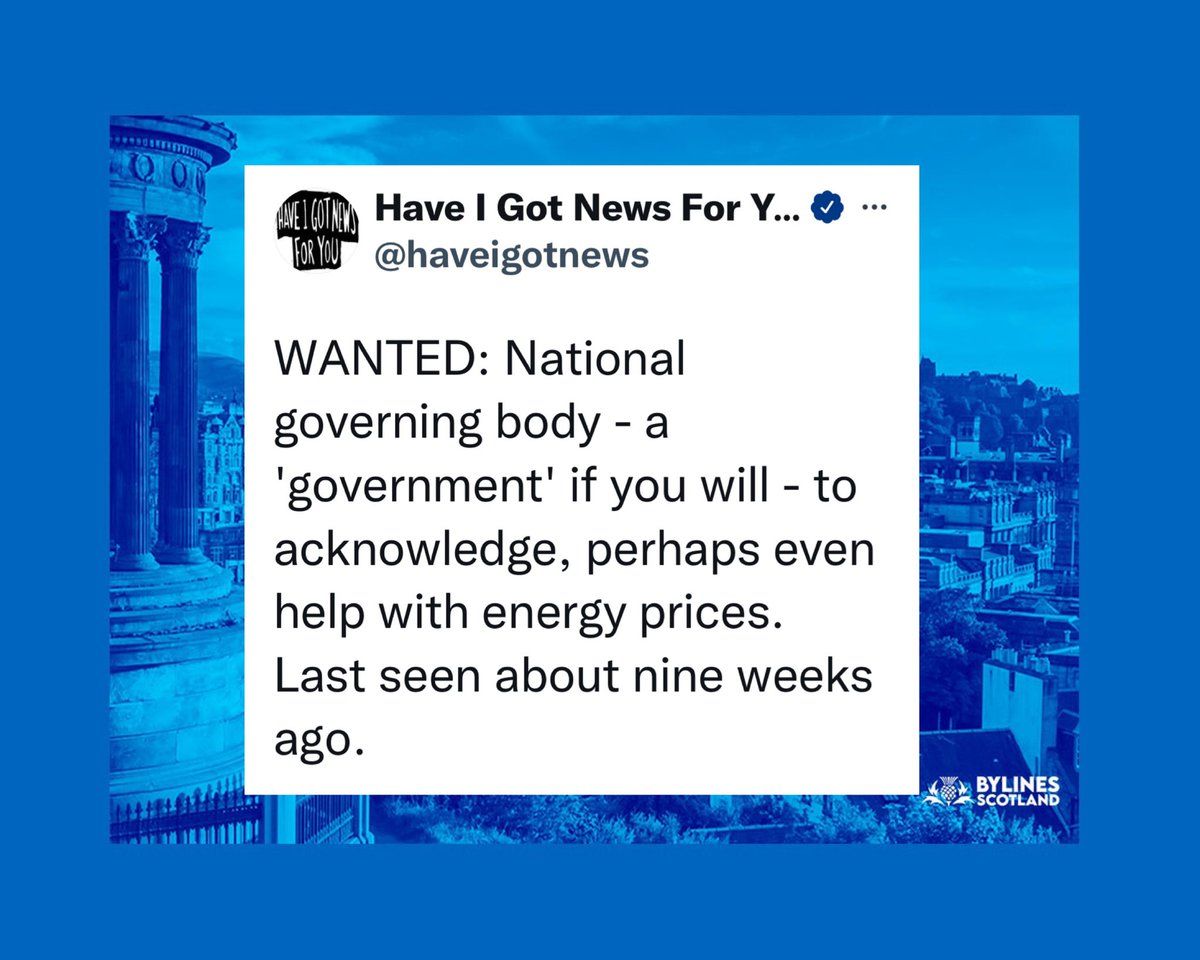 HAVE I GOT NEWS
FOR YOU
Have I Got News For Y...
@haveigotnews
WANTED: National
governing body - a
'government' if you will - to
acknowledge, perhaps even
help with energy prices.
Last seen about nine weeks
ago.
BYLINES
SCOTLAND